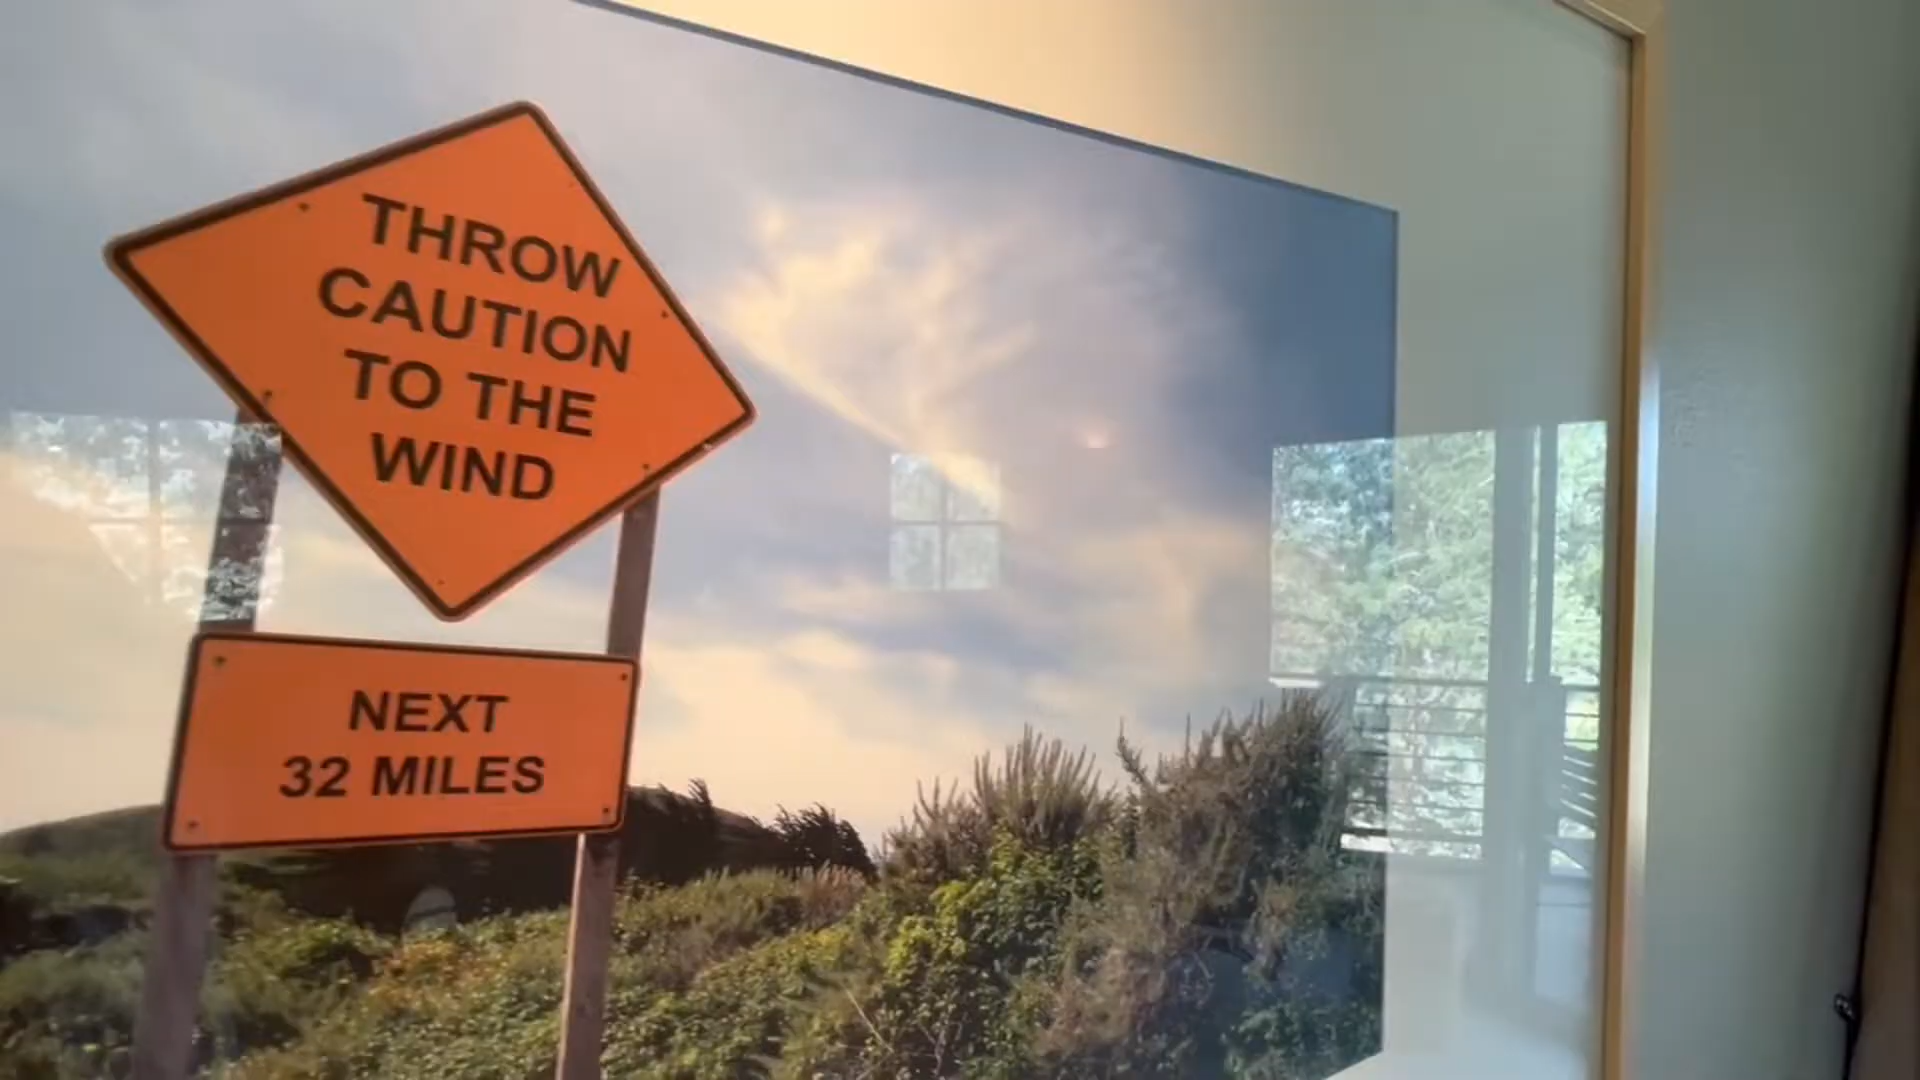 THROW
CAUTION
TO THE
WIND
NEXT
32 MILES